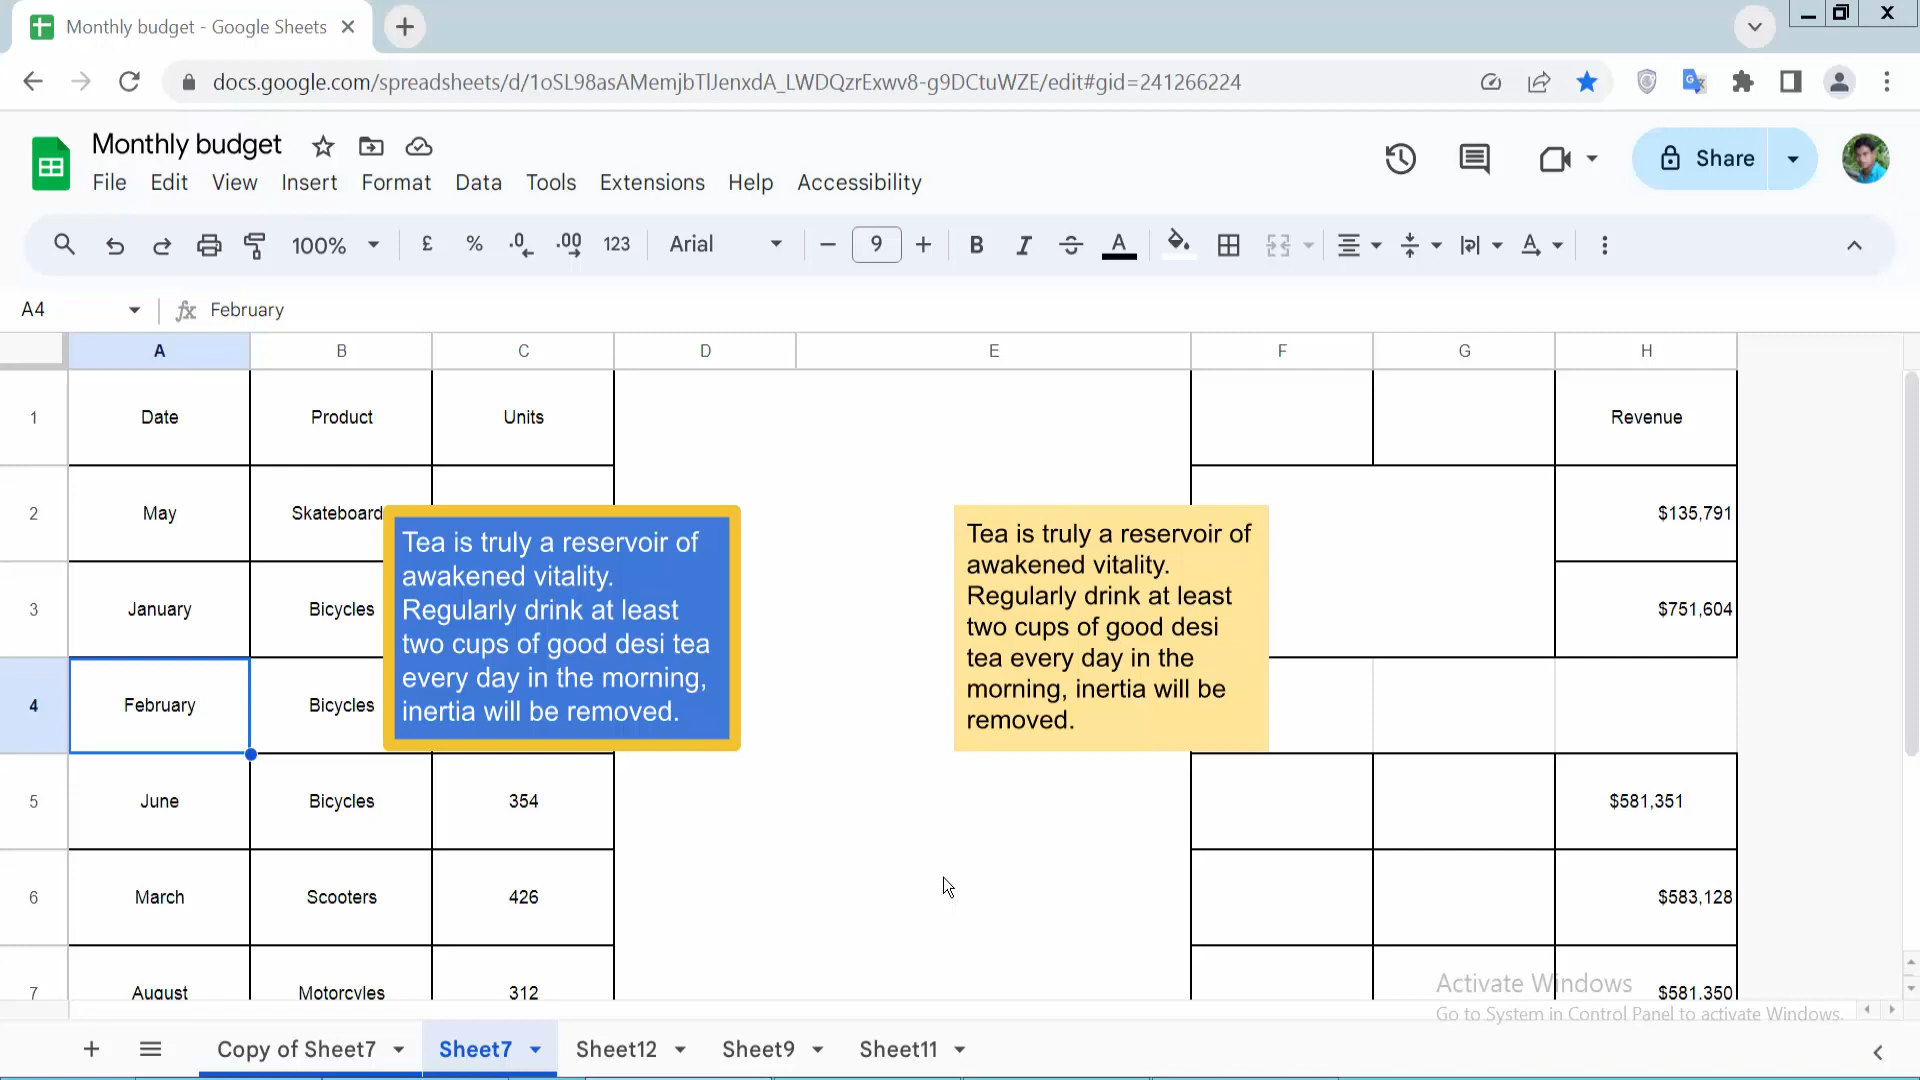 Monthly budget - Google Sheets
docs.google.com/spreadsheets/d/1oSL98asAMemjbTlJenxdA_LWDQzrExwv8-g9DCtuWZE/edit#gid=241266224
Monthly budget
File Edit View Insert Format Data Tools Extensions Help Accessibility
Share
100% £ % .0 .00 123 Arial 9 B I A
A4 fx February
A B C D E F G H
1 Date Product Units Revenue
2 May Skateboard $135,791
3 January Bicycles $751,604
4 February Bicycles
Tea is truly a reservoir of
awakened vitality.
Regularly drink at least
two cups of good desi tea
every day in the morning,
inertia will be removed.
Tea is truly a reservoir of
awakened vitality.
Regularly drink at least
two cups of good desi
tea every day in the
morning, inertia will be
removed.
5 June Bicycles 354 $581,351
6 March Scooters 426 $583,128
7 August Motorcyles 312 $581,350
Activate Windows
Go to System in Control Panel to activate Windows.
Copy of Sheet7 Sheet7 Sheet12 Sheet9 Sheet11